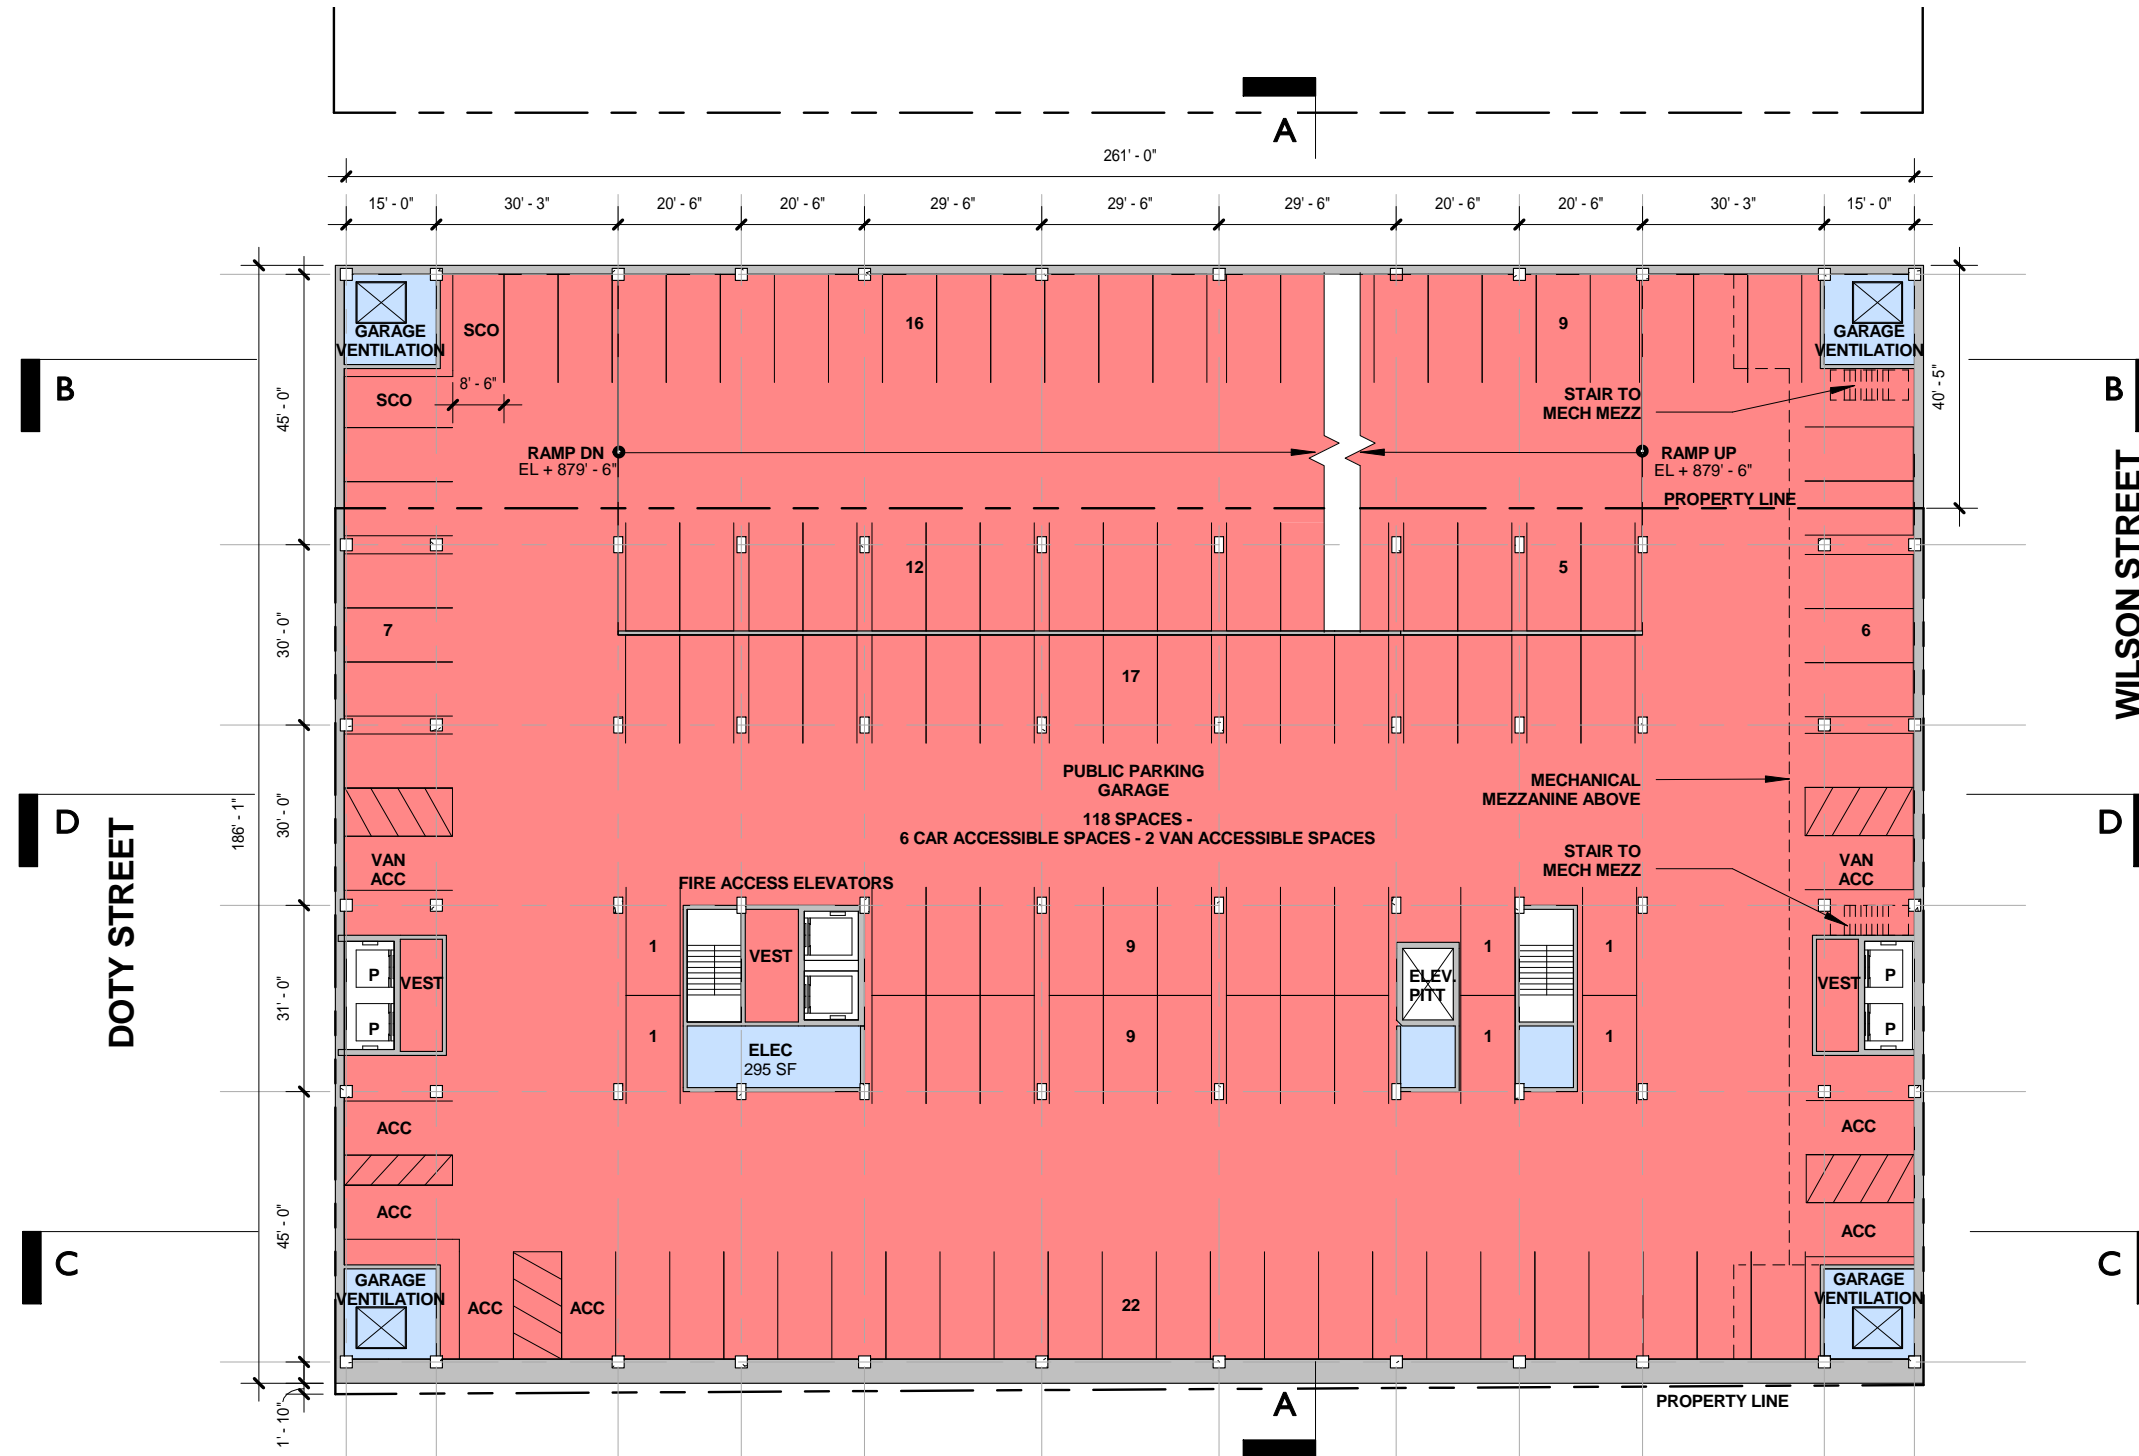 A
261' - 0"
15' - 0"
30' - 3"
20' - 6"
20' - 6"
29' - 6"
29' - 6"
29' - 6"
20' - 6"
20' - 6"
30' - 3"
15' - 0"
GARAGE
VENTILATION
SCO
16
9
GARAGE
VENTILATION
B
SCO
8' - 6"
45' - 0"
STAIR TO
MECH MEZZ
40' - 5"
B
RAMP DN
EL + 879' - 6"
RAMP UP
EL + 879' - 6"
PROPERTY LINE
WILSON STREET
12
5
30' - 0"
7
6
17
PUBLIC PARKING
GARAGE
118 SPACES -
6 CAR ACCESSIBLE SPACES - 2 VAN ACCESSIBLE SPACES
MECHANICAL
MEZZANINE ABOVE
D
DOTY STREET
186' - 1"
30' - 0"
D
VAN
ACC
STAIR TO
MECH MEZZ
VAN
ACC
FIRE ACCESS ELEVATORS
1
VEST
9
1
1
31' - 0"
P
VEST
P
ELEV.
PITT
VEST
P
P
1
ELEC
295 SF
9
1
1
ACC
ACC
45' - 0"
ACC
ACC
C
C
GARAGE
VENTILATION
ACC
ACC
22
GARAGE
VENTILATION
1' - 10"
A
PROPERTY LINE